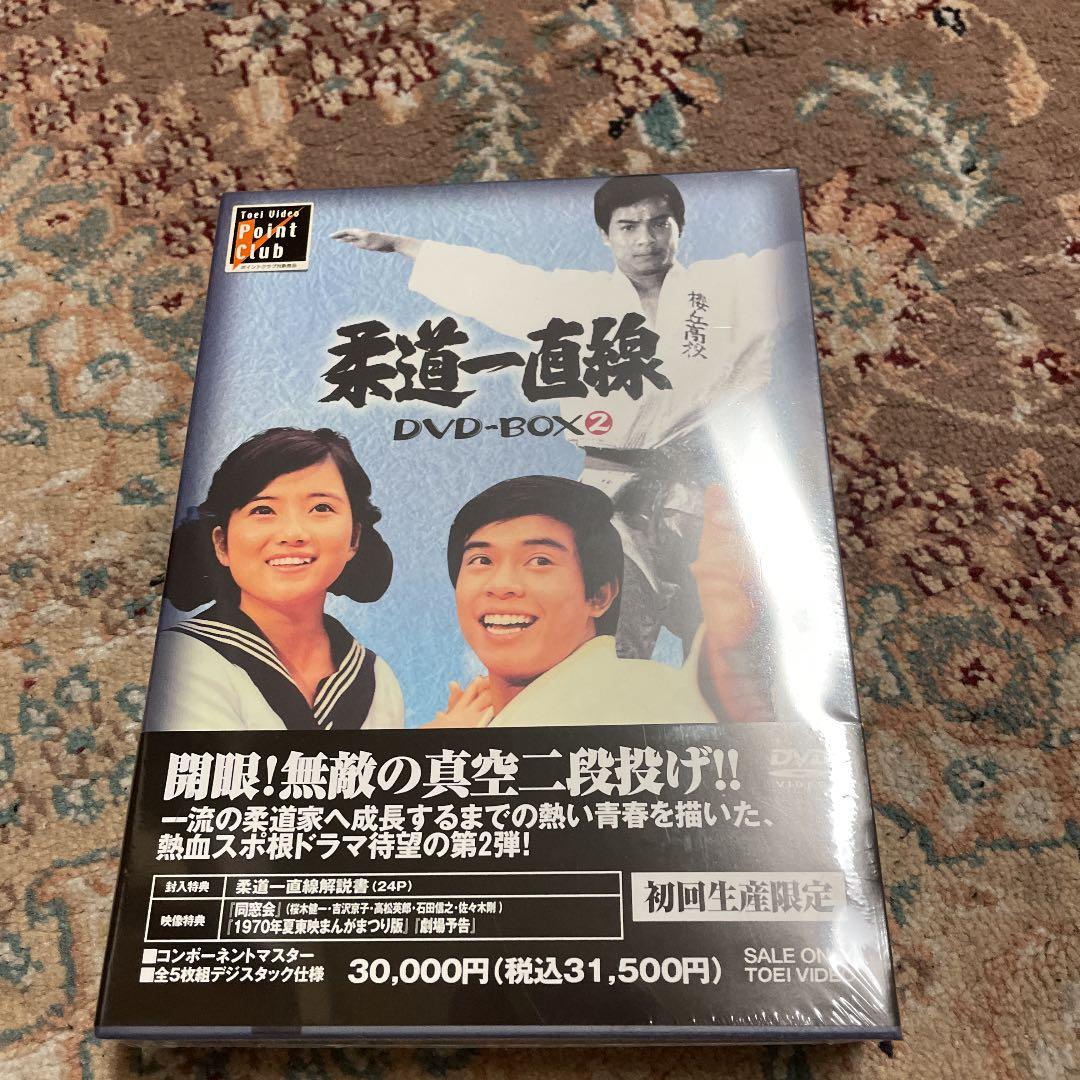 Toei Video
Point
Club
ポイントクラブ対象商品
桜丘高校
柔道一直線
DVD-BOX2
開眼!無敵の真空二段投げ!!
DVD
VIDEO
一流の柔道家へ成長するまでの熱い青春を描いた、
熱血スポ根ドラマ待望の第2弾!
封入特典 柔道一直線解説書(24P)
映像特典 『同窓会』(桜木健一・吉沢京子・高松英郎・石田信之・佐々木剛)
『1970年夏東映まんがまつり版』『劇場予告』
初回生産限定
■コンポーネントマスター
■全5枚組デジスタック仕様
30,000円(税込31,500円)
SALE ONLY
TOEI VIDEO